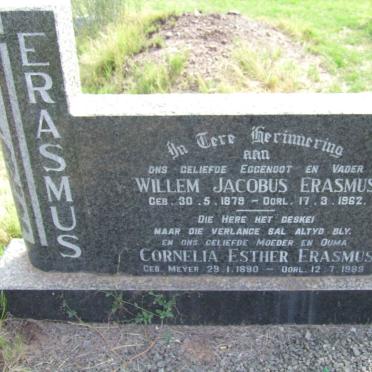 ERASMUS
In Tere Herinnering
aan
ONS GELIEFDE EGGENOOT EN VADER
WILLEM JACOBUS ERASMUS
GEB. 30.5.1879 - OORL. 17.3.1962.
DIE HERE HET GESKEI
MAAR DIE VERLANGE SAL ALTYD BLY.
EN ONS GELIEFDE MOEDER EN OUMA
CORNELIA ESTHER ERASMUS
GEB. MEYER 29.1.1890 - OORL. 12.7.1989